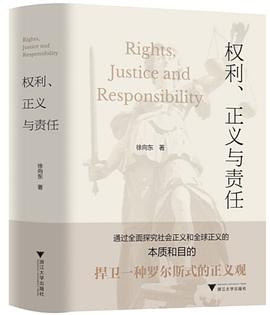 Rights,
Justice and
Responsibility
权利、
正义
与责任
徐向东
著
浙江大学出版社
Rights,
Justice and
Responsibility
权利、正义与责任
徐向东 著
通过全面探究社会正义和全球正义的
本质和目的
捍卫一种罗尔斯式的正义观
浙江大学出版社